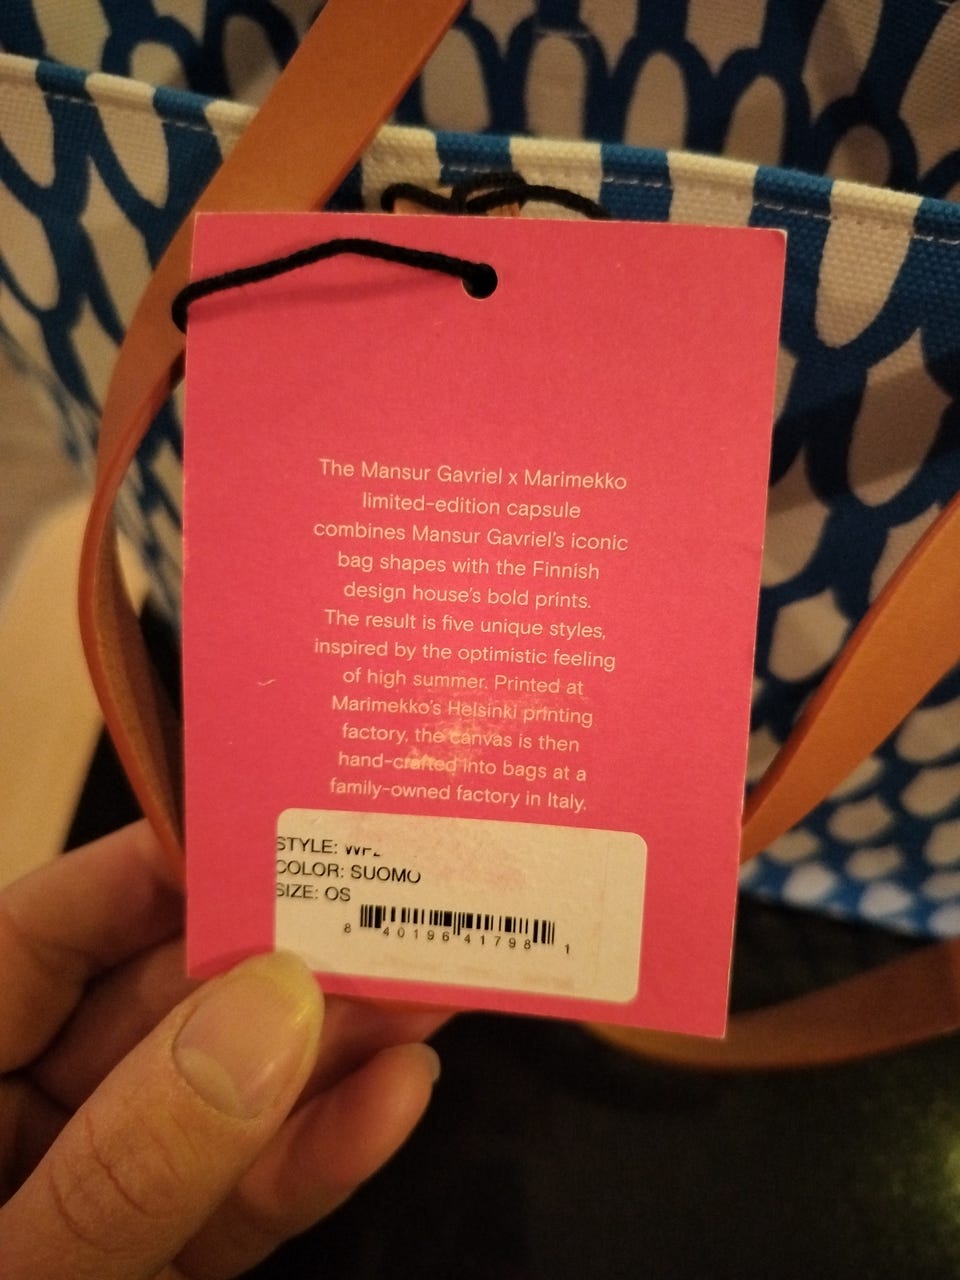 The Mansur Gavriel x Marimekko
limited-edition capsule
combines Mansur Gavriel's iconic
bag shapes with the Finnish
design house's bold prints.
The result is five unique styles,
inspired by the optimistic feeling
of high summer. Printed at
Marimekko's Helsinki printing
factory, the canvas is then
hand-crafted into bags at a
family-owned factory in Italy.
STYLE:
COLOR: SUOMO
SIZE: OS
8 40196 41798 1